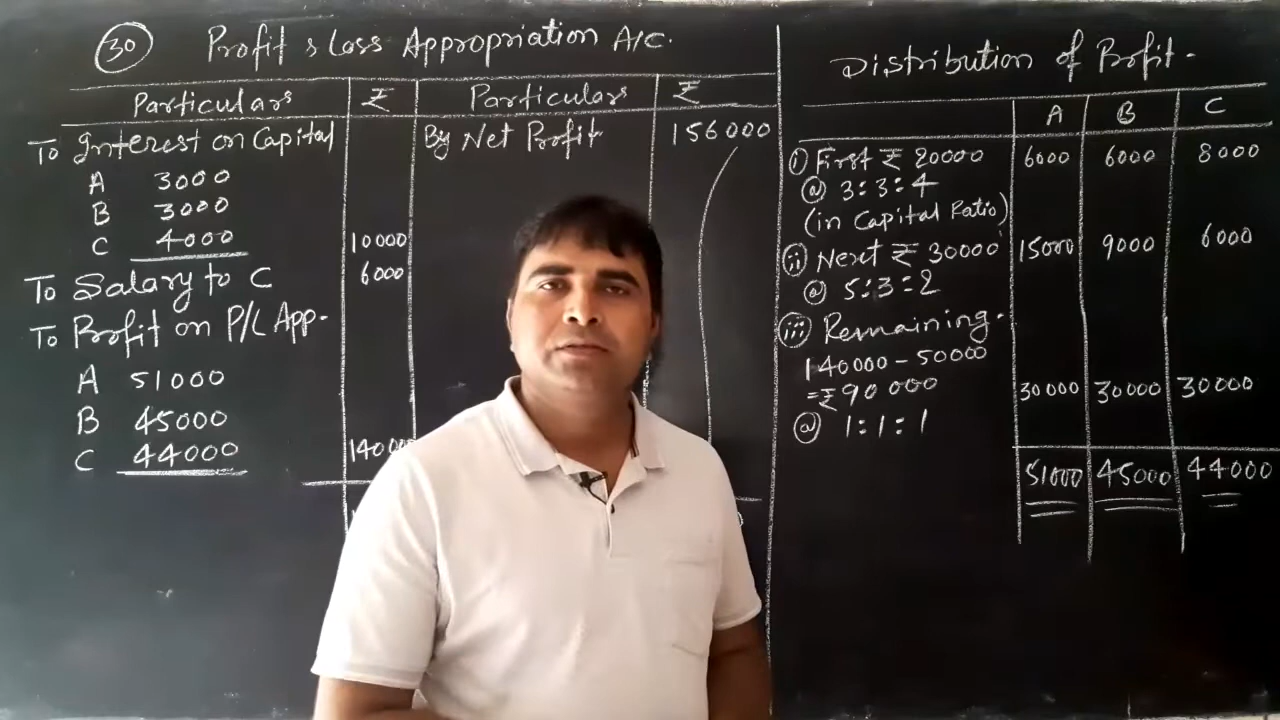 30 Profit & Loss Appropriation A/C.
Particulars ₹ Particulars ₹
To Interest on Capital By Net Profit 156000
A 3000
B 3000
C 4000 10000
To Salary to C 6000
To Profit on P/L App.
A 51000
B 45000
C 44000 140000
Distribution of Profit.
A B C
(i) First ₹ 20000 6000 6000 8000
@ 3:3:4
(in Capital Ratio)
(ii) Next ₹ 30000 15000 9000 6000
@ 5:3:2
(iii) Remaining.
140000 - 50000
=₹90000 30000 30000 30000
@ 1:1:1
51000 45000 44000